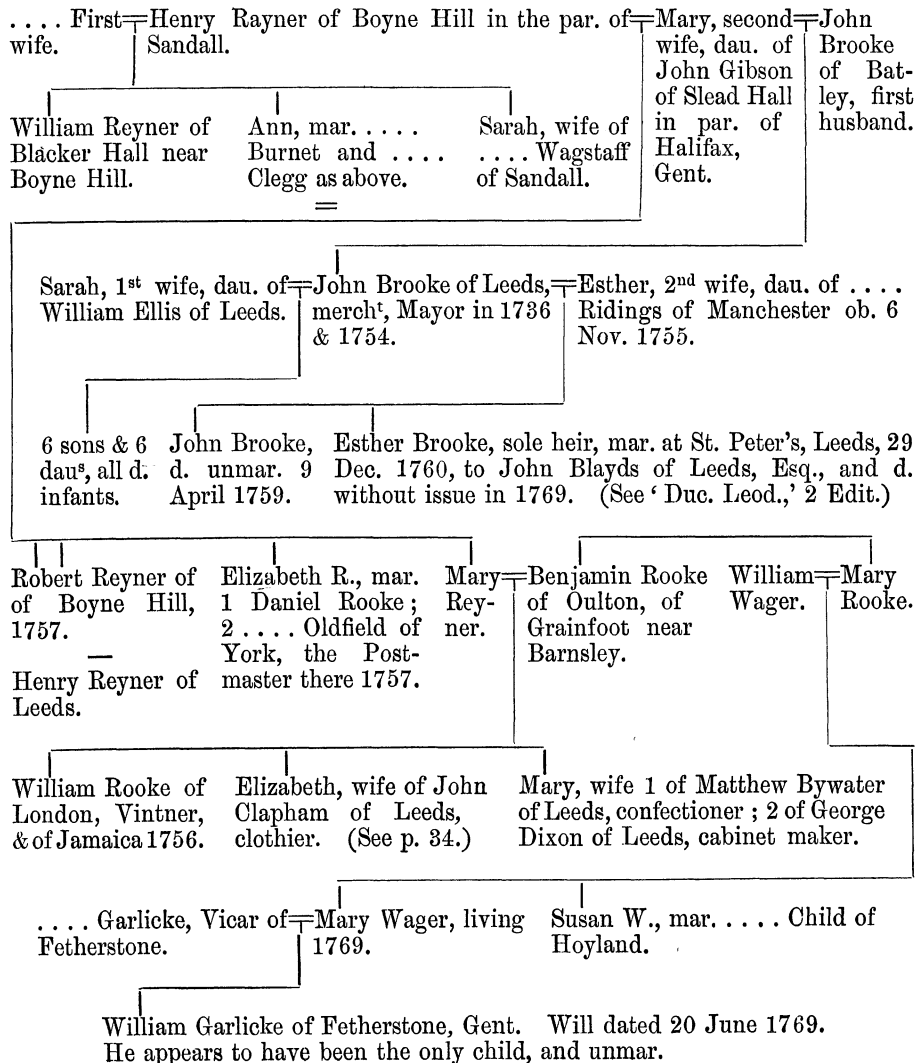 . . . . First Henry Rayner of Boyne Hill in the par. of Mary, second John
wife. Sandall. wife, dau. of Brooke
John Gibson of Bat-
of Slead Hall ley, first
in par. of husband.
Halifax,
Gent.
William Reyner of Ann, mar. . . . . Sarah, wife of
Blacker Hall near Burnet and . . . . . . . . Wagstaff
Boyne Hill. Clegg as above. of Sandall.
Sarah, 1st wife, dau. of John Brooke of Leeds, Esther, 2nd wife, dau. of . . . .
William Ellis of Leeds. mercht, Mayor in 1736 Ridings of Manchester ob. 6
& 1754. Nov. 1755.
6 sons & 6 John Brooke, Esther Brooke, sole heir, mar. at St. Peter's, Leeds, 29
daus, all d. d. unmar. 9 Dec. 1760, to John Blayds of Leeds, Esq., and d.
infants. April 1759. without issue in 1769. (See ' Duc. Leod.,' 2 Edit.)
Robert Reyner of Elizabeth R., mar. Mary Benjamin Rooke William Mary
of Boyne Hill, 1 Daniel Rooke ; Rey- of Oulton, of Wager. Rooke.
1757. 2 . . . . Oldfield of ner. Grainfoot near
— York, the Post- Barnsley.
Henry Reyner of master there 1757.
Leeds.
William Rooke of Elizabeth, wife of John Mary, wife 1 of Matthew Bywater
London, Vintner, Clapham of Leeds, of Leeds, confectioner ; 2 of George
& of Jamaica 1756. clothier. (See p. 34.) Dixon of Leeds, cabinet maker.
. . . . Garlicke, Vicar of Mary Wager, living Susan W., mar. . . . . Child of
Fetherstone. 1769. Hoyland.
William Garlicke of Fetherstone, Gent. Will dated 20 June 1769.
He appears to have been the only child, and unmar.